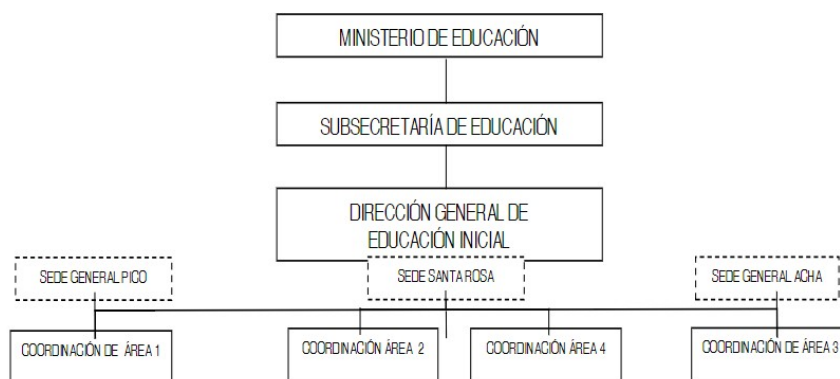 MINISTERIO DE EDUCACIÓN
SUBSECRETARÍA DE EDUCACIÓN
DIRECCIÓN GENERAL DE
EDUCACIÓN INICIAL
SEDE GENERAL PICO
SEDE SANTA ROSA
SEDE GENERAL ACHA
COORDINACIÓN DE ÁREA 1
COORDINACIÓN ÁREA 2
COORDINACIÓN ÁREA 4
COORDINACIÓN DE ÁREA 3